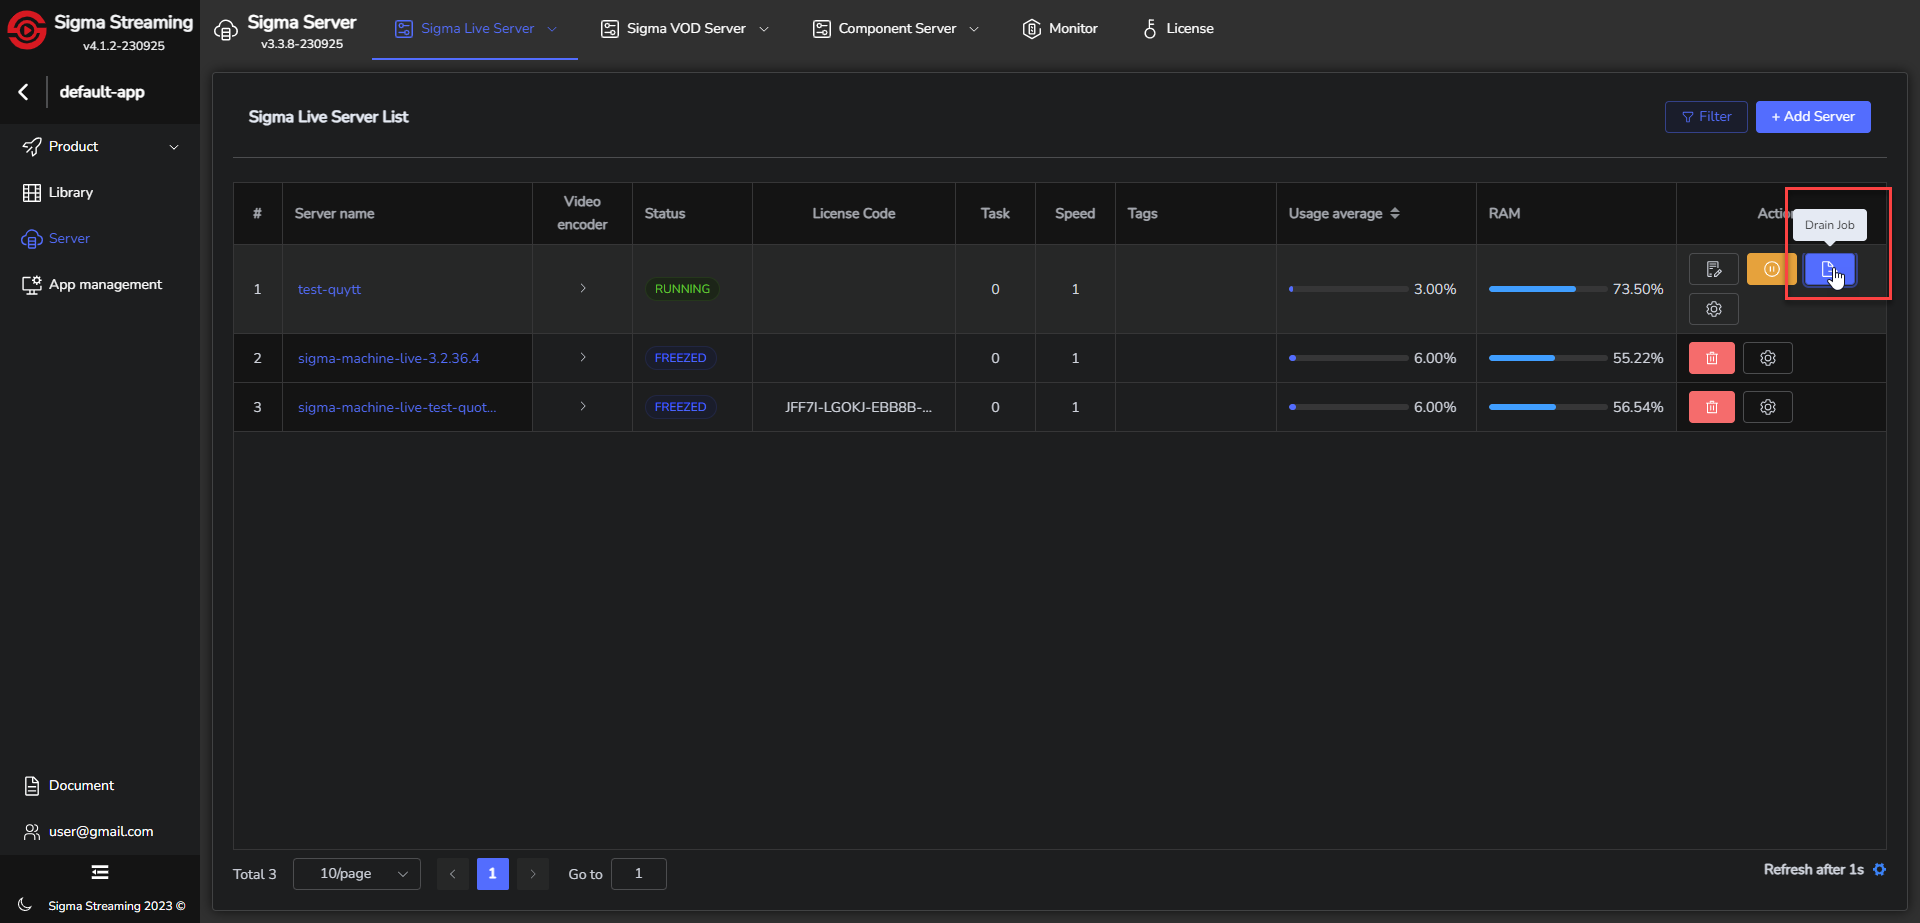 Sigma Streaming
v4.1.2-230925
Sigma Server
v3.3.8-230925
Sigma Live Server
Sigma VOD Server
Component Server
Monitor
License
default-app
Product
Library
Server
App management
Sigma Live Server List
Filter
+ Add Server
# Server name Video encoder Status License Code Task Speed Tags Usage average RAM
Drain Job
1 test-quytt RUNNING 0 1 3.00% 73.50%
2 sigma-machine-live-3.2.36.4 FREEZED 0 1 6.00% 55.22%
3 sigma-machine-live-test-quot... FREEZED JFF7I-LGOKJ-EBB8B-... 0 1 6.00% 56.54%
Document
user@gmail.com
Total 3 10/page 1 Go to 1
Refresh after 1s
Sigma Streaming 2023 ©